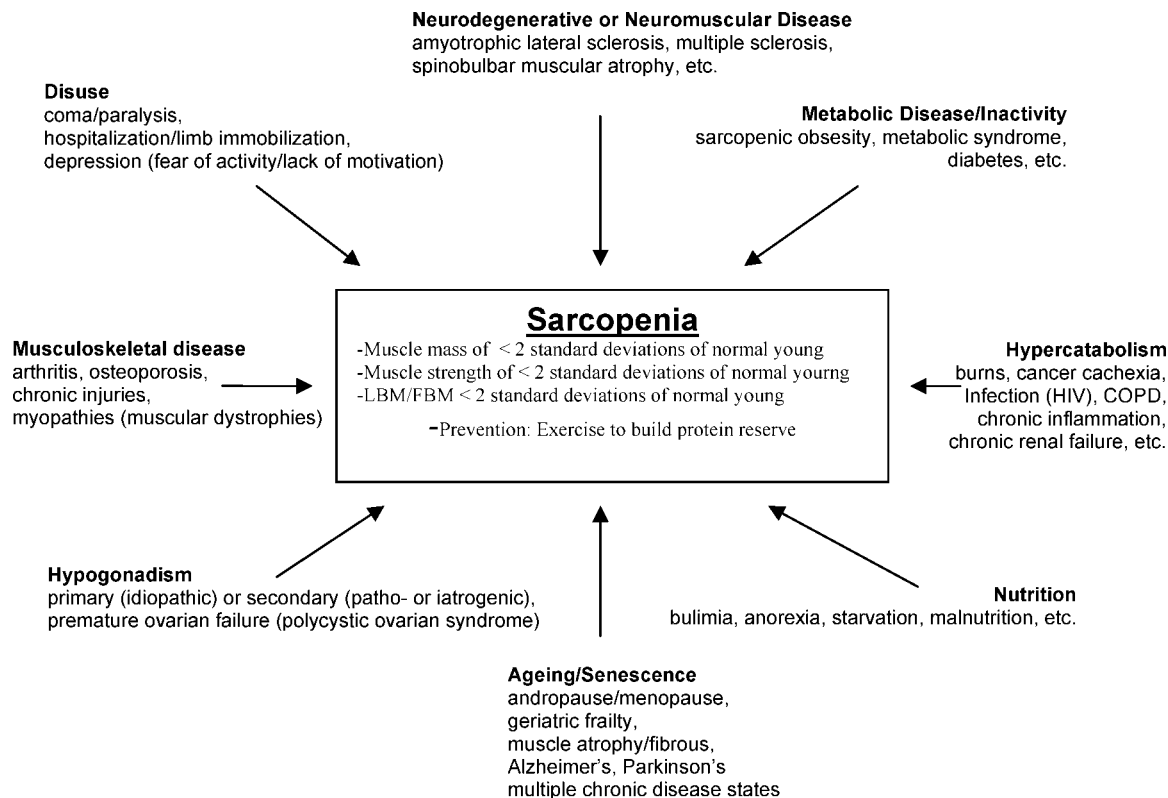 Neurodegenerative or Neuromuscular Disease
amyotrophic lateral sclerosis, multiple sclerosis,
spinobulbar muscular atrophy, etc.
Disuse
coma/paralysis,
hospitalization/limb immobilization,
depression (fear of activity/lack of motivation)
Metabolic Disease/Inactivity
sarcopenic obsesity, metabolic syndrome,
diabetes, etc.
Sarcopenia
-Muscle mass of < 2 standard deviations of normal young
-Muscle strength of < 2 standard deviations of normal yourng
-LBM/FBM < 2 standard deviations of normal young
-Prevention: Exercise to build protein reserve
Musculoskeletal disease
arthritis, osteoporosis,
chronic injuries,
myopathies (muscular dystrophies)
Hypercatabolism
burns, cancer cachexia,
Infection (HIV), COPD,
chronic inflammation,
chronic renal failure, etc.
Hypogonadism
primary (idiopathic) or secondary (patho- or iatrogenic),
premature ovarian failure (polycystic ovarian syndrome)
Nutrition
bulimia, anorexia, starvation, malnutrition, etc.
Ageing/Senescence
andropause/menopause,
geriatric frailty,
muscle atrophy/fibrous,
Alzheimer's, Parkinson's
multiple chronic disease states